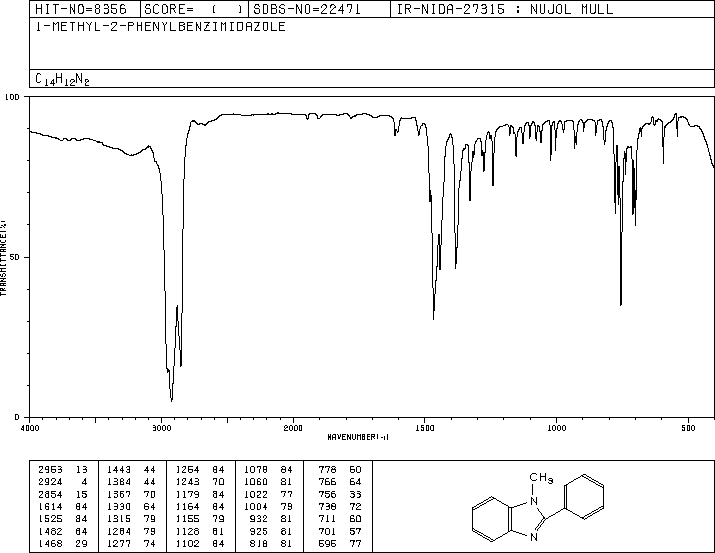 HIT-NO=8356 SCORE= ( ) SDBS-NO=22471 IR-NIDA-27315 : NUJOL MULL
1-METHYL-2-PHENYLBENZIMIDAZOLE
C14H12N2
100
50
0
TRANSMITTANCE(%)
4000 3000 2000 1500 1000 500
WAVENUMBER(-1)
2953 13 1443 44 1254 84 1078 84 778 60
2924 4 1384 44 1243 70 1060 81 766 64
2854 15 1367 70 1179 84 1022 77 756 33
1614 84 1330 64 1164 84 1004 79 738 72
1525 84 1315 79 1155 79 932 81 711 60
1482 64 1284 79 1128 81 925 81 701 57
1468 29 1277 74 1102 84 818 81 595 77
CH3
N
N